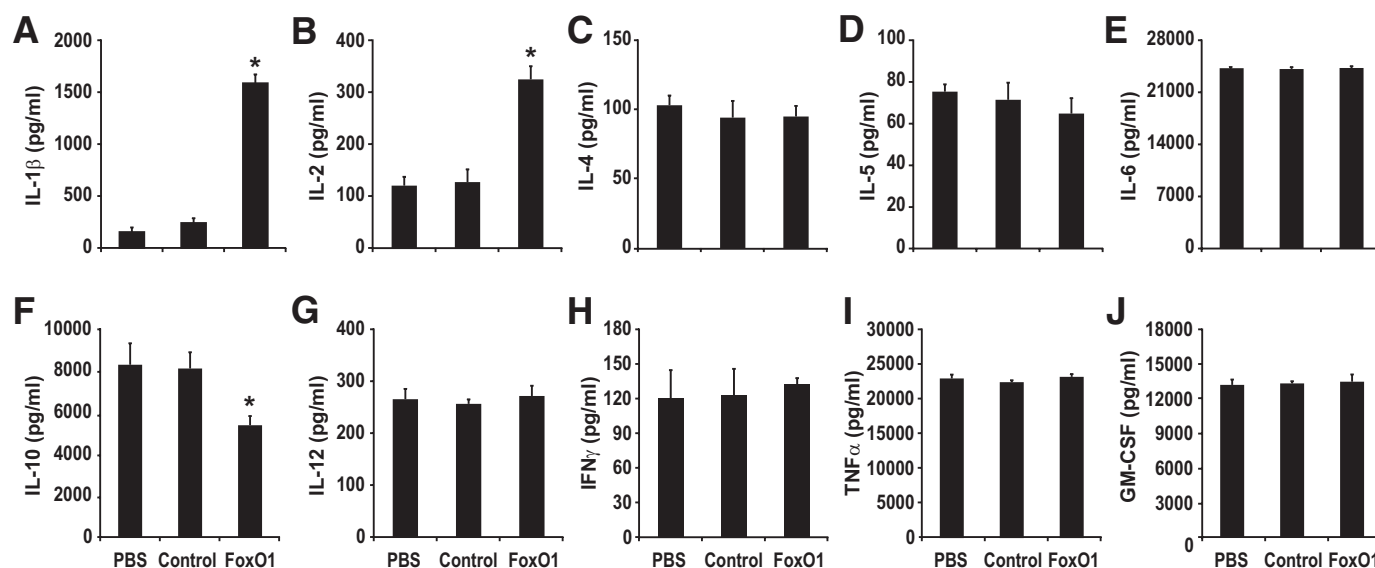 A
IL-1β (pg/ml)
2000
1500
1000
500
0
*
B
IL-2 (pg/ml)
400
300
200
100
0
*
C
IL-4 (pg/ml)
150
100
50
0
D
IL-5 (pg/ml)
100
80
60
40
20
0
E
IL-6 (pg/ml)
28000
21000
14000
7000
0
F
IL-10 (pg/ml)
10000
8000
6000
4000
2000
0
*
PBS Control FoxO1
G
IL-12 (pg/ml)
400
300
200
100
0
PBS Control FoxO1
H
IFNγ (pg/ml)
180
150
120
90
60
30
0
PBS Control FoxO1
I
TNFα (pg/ml)
30000
25000
20000
15000
10000
5000
0
PBS Control FoxO1
J
GM-CSF (pg/ml)
18000
15000
12000
9000
6000
3000
0
PBS Control FoxO1